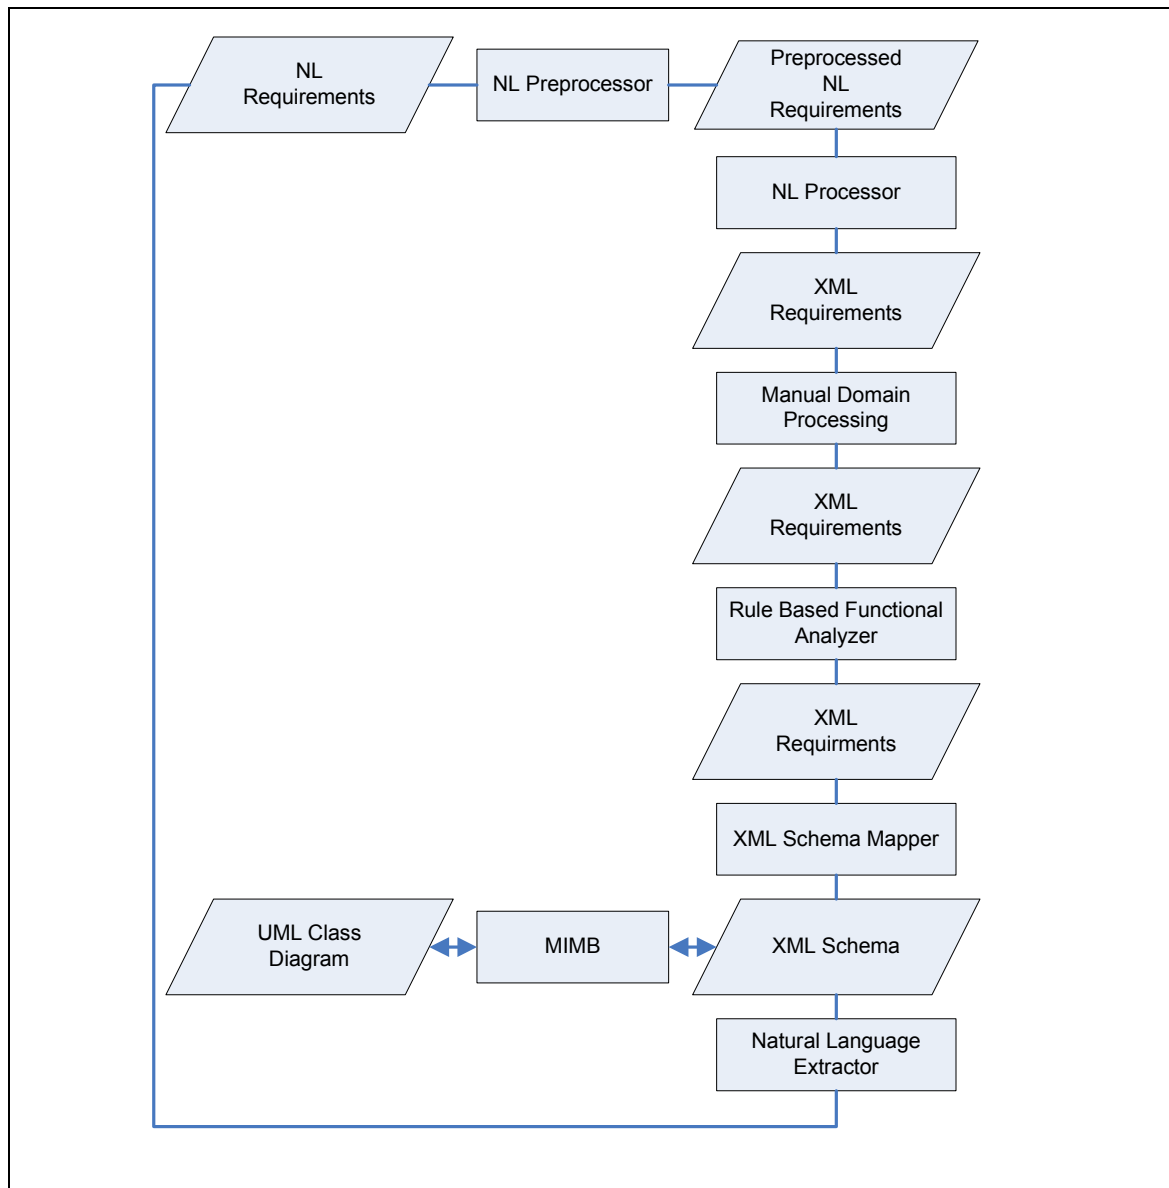 NL
Requirements
NL Preprocessor
Preprocessed
NL
Requirements
NL Processor
XML
Requirements
Manual Domain
Processing
XML
Requirements
Rule Based Functional
Analyzer
XML
Requirments
XML Schema Mapper
UML Class
Diagram
MIMB
XML Schema
Natural Language
Extractor